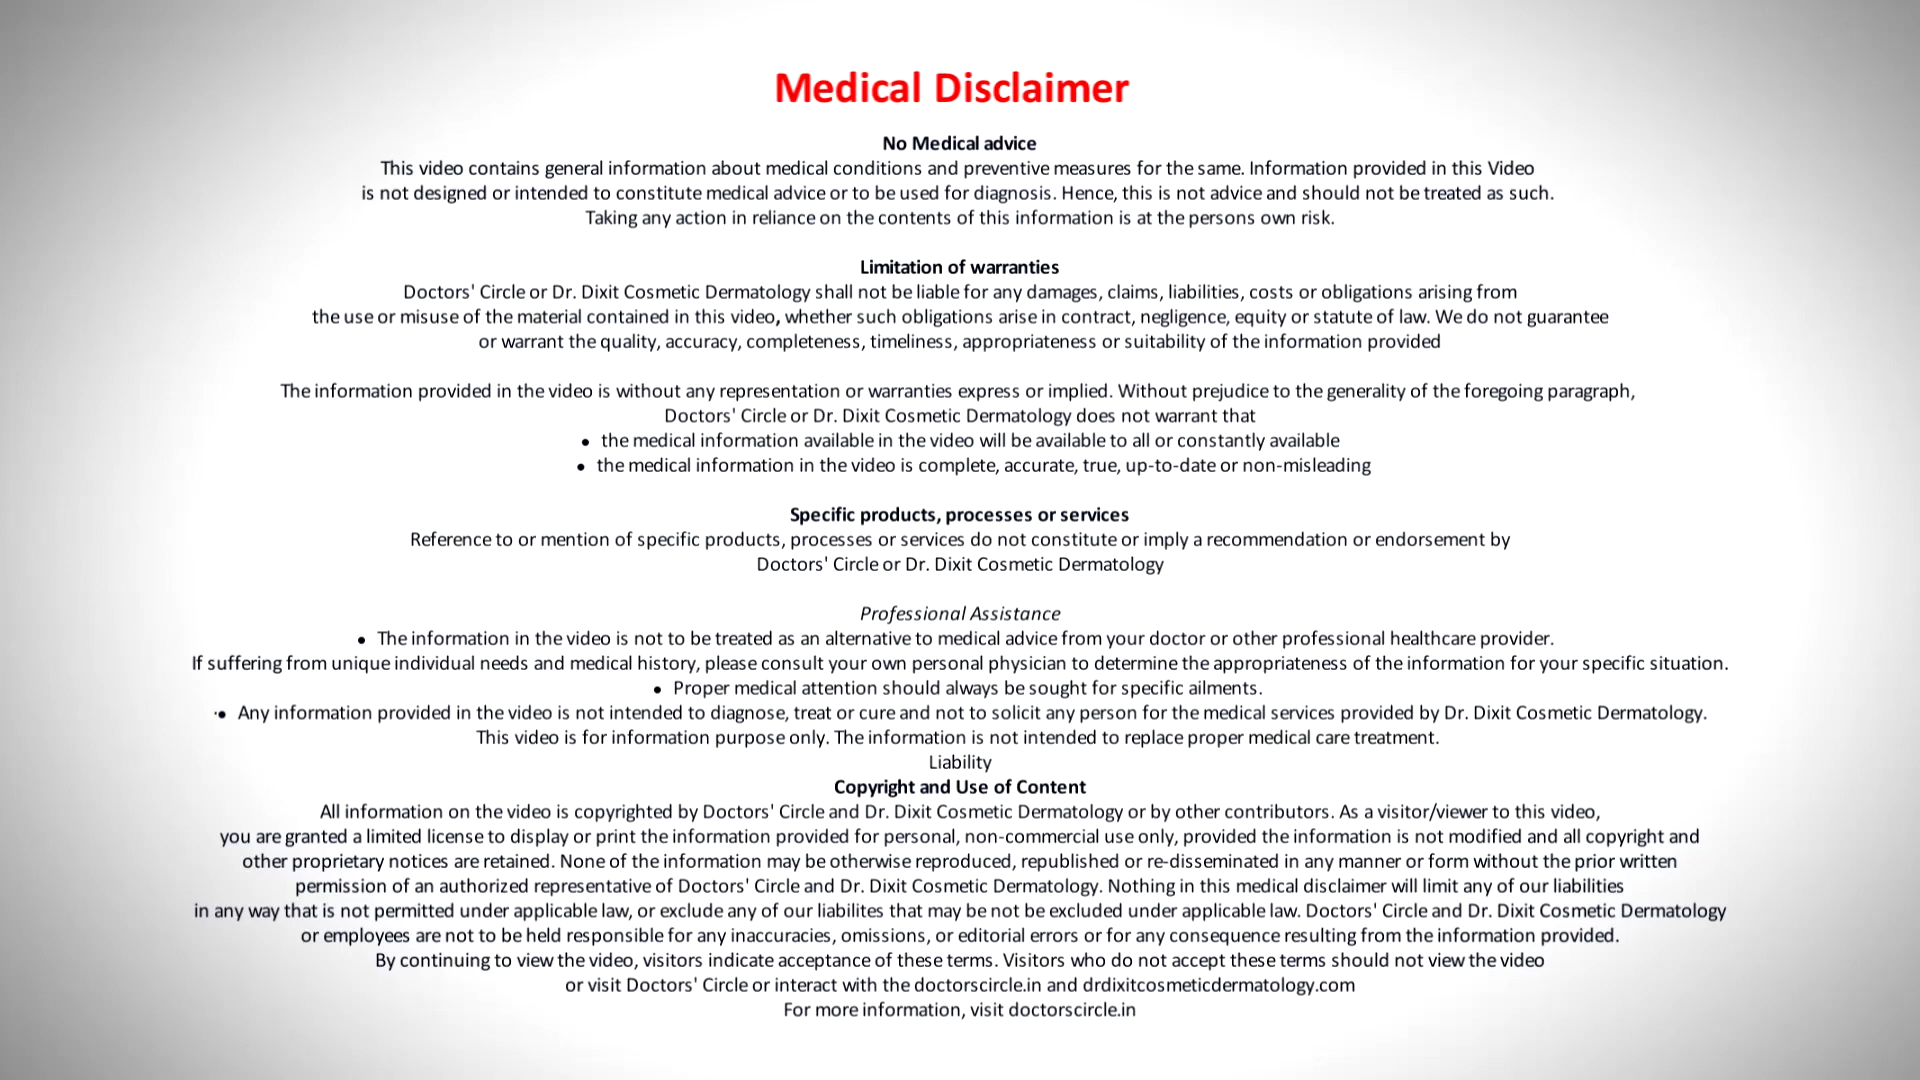 Medical Disclaimer
No Medical advice
This video contains general information about medical conditions and preventive measures for the same. Information provided in this Video
is not designed or intended to constitute medical advice or to be used for diagnosis. Hence, this is not advice and should not be treated as such.
Taking any action in reliance on the contents of this information is at the persons own risk.
Limitation of warranties
Doctors' Circle or Dr. Dixit Cosmetic Dermatology shall not be liable for any damages, claims, liabilities, costs or obligations arising from
the use or misuse of the material contained in this video, whether such obligations arise in contract, negligence, equity or statute of law. We do not guarantee
or warrant the quality, accuracy, completeness, timeliness, appropriateness or suitability of the information provided
The information provided in the video is without any representation or warranties express or implied. Without prejudice to the generality of the foregoing paragraph,
Doctors' Circle or Dr. Dixit Cosmetic Dermatology does not warrant that
• the medical information available in the video will be available to all or constantly available
• the medical information in the video is complete, accurate, true, up-to-date or non-misleading
Specific products, processes or services
Reference to or mention of specific products, processes or services do not constitute or imply a recommendation or endorsement by
Doctors' Circle or Dr. Dixit Cosmetic Dermatology
Professional Assistance
• The information in the video is not to be treated as an alternative to medical advice from your doctor or other professional healthcare provider.
If suffering from unique individual needs and medical history, please consult your own personal physician to determine the appropriateness of the information for your specific situation.
• Proper medical attention should always be sought for specific ailments.
·• Any information provided in the video is not intended to diagnose, treat or cure and not to solicit any person for the medical services provided by Dr. Dixit Cosmetic Dermatology.
This video is for information purpose only. The information is not intended to replace proper medical care treatment.
Liability
Copyright and Use of Content
All information on the video is copyrighted by Doctors' Circle and Dr. Dixit Cosmetic Dermatology or by other contributors. As a visitor/viewer to this video,
you are granted a limited license to display or print the information provided for personal, non-commercial use only, provided the information is not modified and all copyright and
other proprietary notices are retained. None of the information may be otherwise reproduced, republished or re-disseminated in any manner or form without the prior written
permission of an authorized representative of Doctors' Circle and Dr. Dixit Cosmetic Dermatology. Nothing in this medical disclaimer will limit any of our liabilities
in any way that is not permitted under applicable law, or exclude any of our liabilites that may be not be excluded under applicable law. Doctors' Circle and Dr. Dixit Cosmetic Dermatology
or employees are not to be held responsible for any inaccuracies, omissions, or editorial errors or for any consequence resulting from the information provided.
By continuing to view the video, visitors indicate acceptance of these terms. Visitors who do not accept these terms should not view the video
or visit Doctors' Circle or interact with the doctorscircle.in and drdixitcosmeticdermatology.com
For more information, visit doctorscircle.in